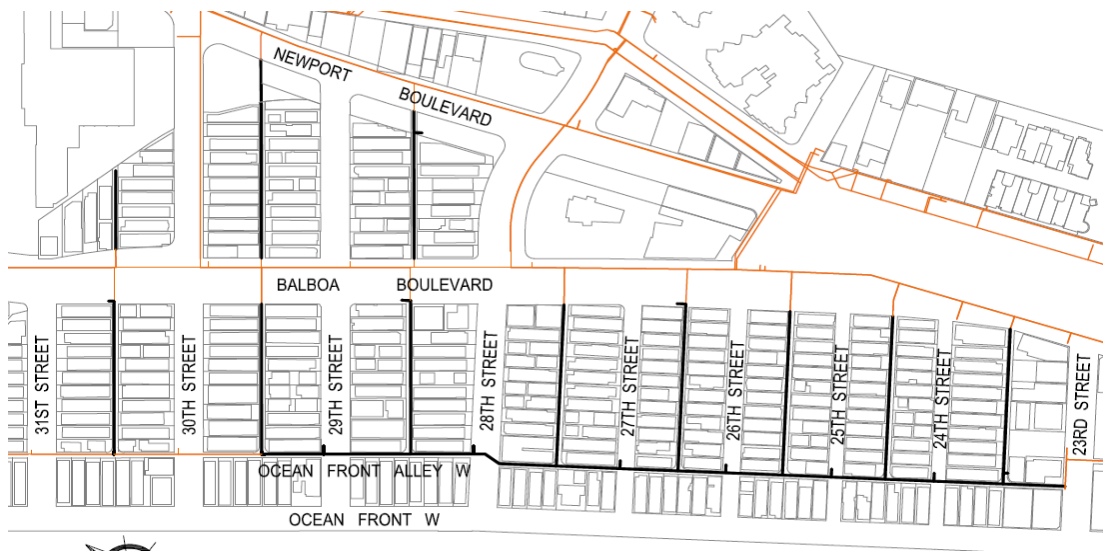 NEWPORT
BOULEVARD
BALBOA BOULEVARD
31ST STREET
30TH STREET
29TH STREET
28TH STREET
27TH STREET
26TH STREET
25TH STREET
24TH STREET
23RD STREET
OCEAN FRONT ALLEY W
OCEAN FRONT W